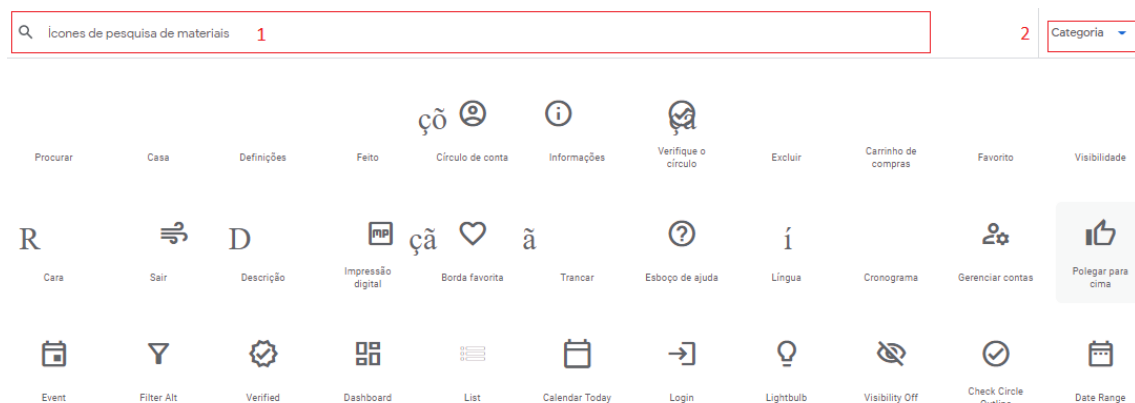 Ícones de pesquisa de materiais 1
2 Categoria
çõ
çã
Procurar Casa Definições Feito Círculo de conta Informações Verifique o círculo Excluir Carrinho de compras Favorito Visibilidade
R D çã ã í
MP
Cara Sair Descrição Impressão digital Borda favorita Trancar Esboço de ajuda Língua Cronograma Gerenciar contas Polegar para cima
Event Filter Alt Verified Dashboard List Calendar Today Login Lightbulb Visibility Off Check Circle Outline Date Range